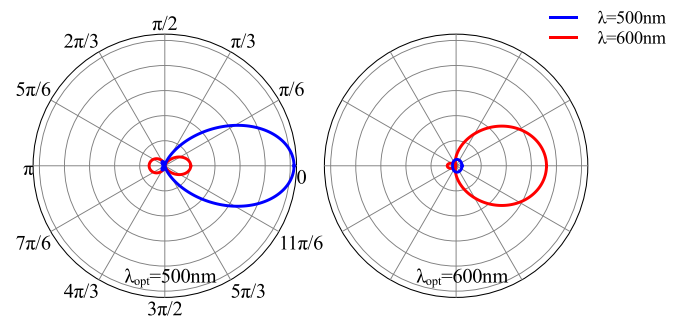 λ=500nm
λ=600nm
π/2
2π/3
π/3
5π/6
π/6
π
0
7π/6
11π/6
λopt=500nm
λopt=600nm
4π/3
5π/3
3π/2